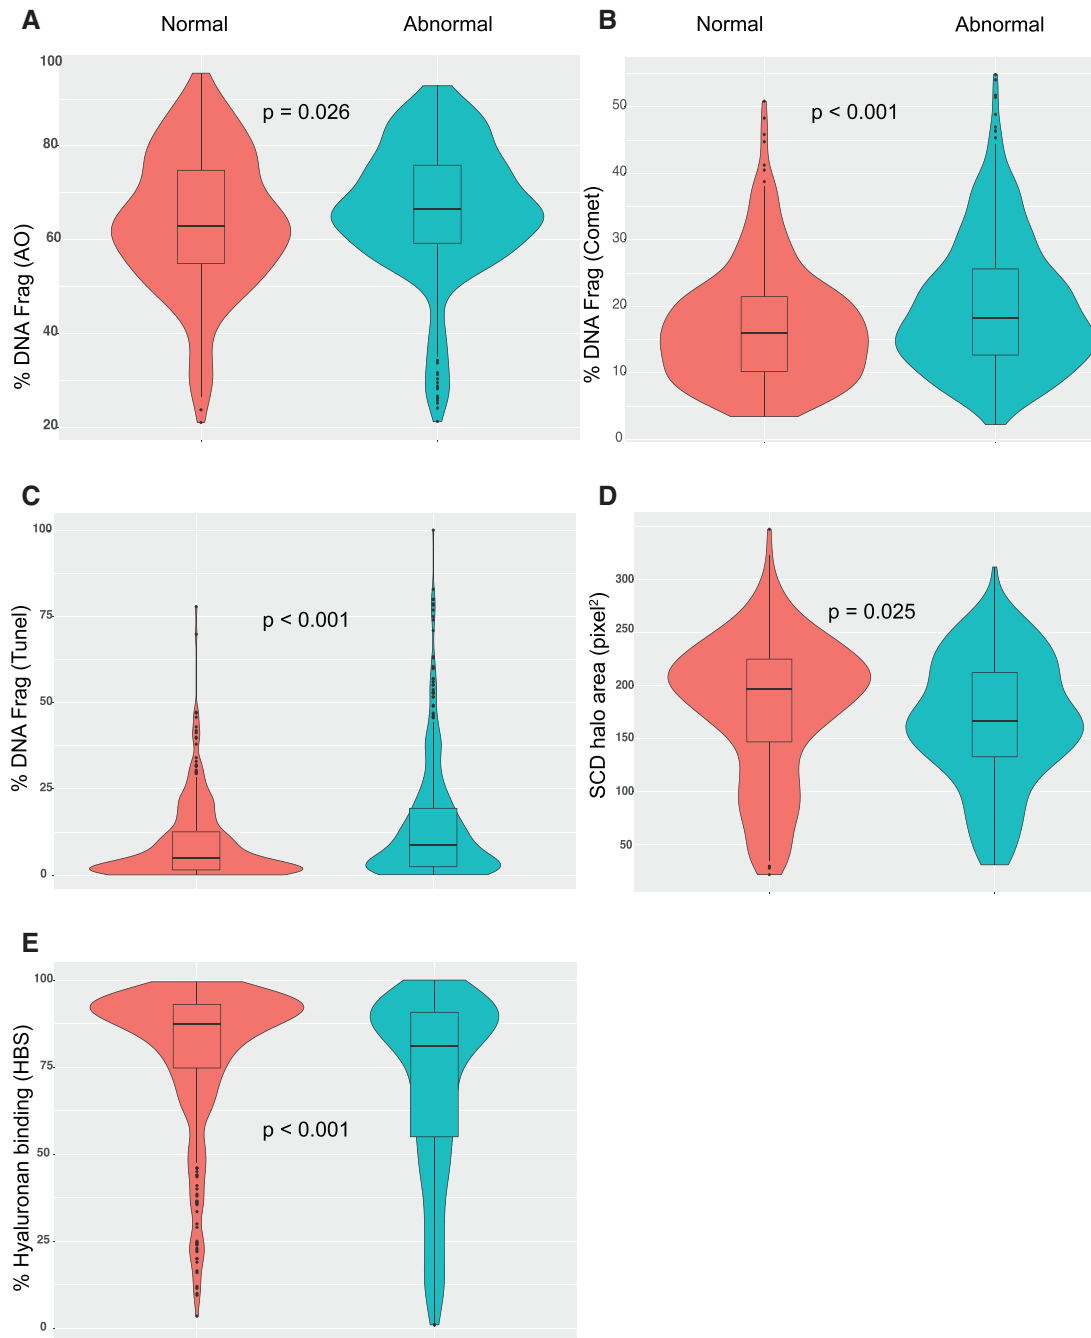 A
Normal
Abnormal
p = 0.026
% DNA Frag (AO)
100
80
60
40
20
B
Normal
Abnormal
p < 0.001
% DNA Frag (Comet)
50
40
30
20
10
0
C
p < 0.001
% DNA Frag (Tunel)
100
75
50
25
0
D
p = 0.025
SCD halo area (pixel²)
300
250
200
150
100
50
E
p < 0.001
% Hyaluronan binding (HBS)
100
75
50
25
0